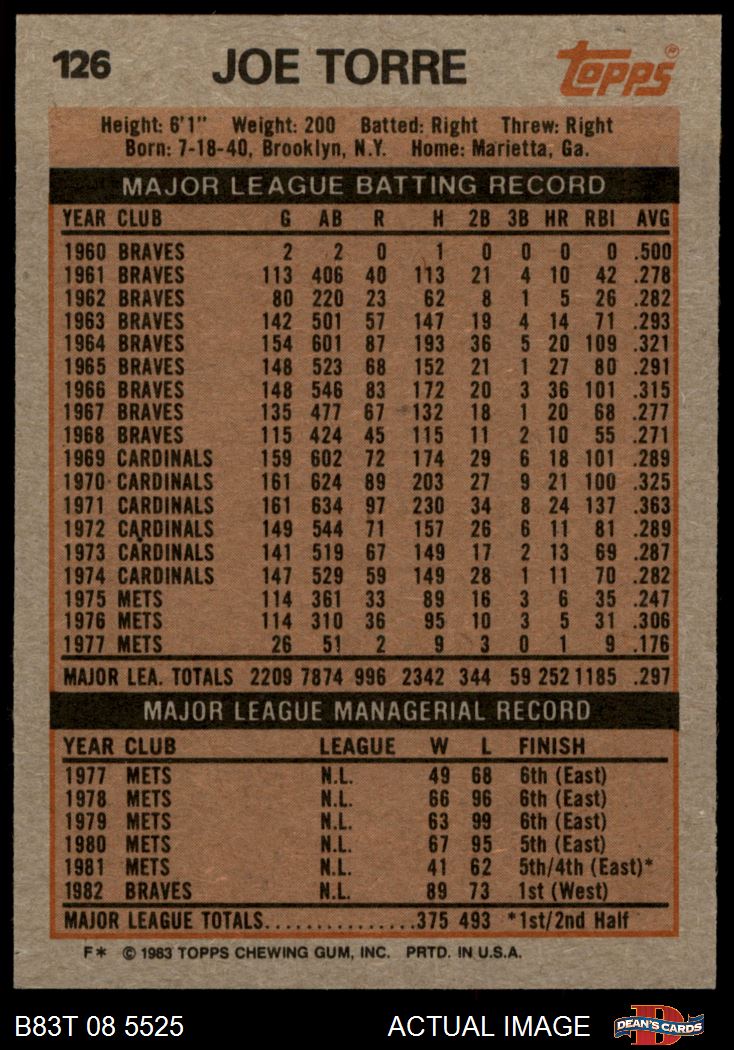 126 JOE TORRE Topps®
Height: 6'1" Weight: 200 Batted: Right Threw: Right
Born: 7-18-40, Brooklyn, N.Y. Home: Marietta, Ga.
MAJOR LEAGUE BATTING RECORD
YEAR CLUB G AB R H 2B 3B HR RBI AVG
1960 BRAVES 2 2 0 1 0 0 0 0 .500
1961 BRAVES 113 406 40 113 21 4 10 42 .278
1962 BRAVES 80 220 23 62 8 1 5 26 .282
1963 BRAVES 142 501 57 147 19 4 14 71 .293
1964 BRAVES 154 601 87 193 36 5 20 109 .321
1965 BRAVES 148 523 68 152 21 1 27 80 .291
1966 BRAVES 148 546 83 172 20 3 36 101 .315
1967 BRAVES 135 477 67 132 18 1 20 68 .277
1968 BRAVES 115 424 45 115 11 2 10 55 .271
1969 CARDINALS 159 602 72 174 29 6 18 101 .289
1970 CARDINALS 161 624 89 203 27 9 21 100 .325
1971 CARDINALS 161 634 97 230 34 8 24 137 .363
1972 CARDINALS 149 544 71 157 26 6 11 81 .289
1973 CARDINALS 141 519 67 149 17 2 13 69 .287
1974 CARDINALS 147 529 59 149 28 1 11 70 .282
1975 METS 114 361 33 89 16 3 6 35 .247
1976 METS 114 310 36 95 10 3 5 31 .306
1977 METS 26 51 2 9 3 0 1 9 .176
MAJOR LEA. TOTALS 2209 7874 996 2342 344 59 252 1185 .297
MAJOR LEAGUE MANAGERIAL RECORD
YEAR CLUB LEAGUE W L FINISH
1977 METS N.L. 49 68 6th (East)
1978 METS N.L. 66 96 6th (East)
1979 METS N.L. 63 99 6th (East)
1980 METS N.L. 67 95 5th (East)
1981 METS N.L. 41 62 5th/4th (East)*
1982 BRAVES N.L. 89 73 1st (West)
MAJOR LEAGUE TOTALS...............375 493 *1st/2nd Half
F* © 1983 TOPPS CHEWING GUM, INC. PRTD. IN U.S.A.
B83T 08 5525 ACTUAL IMAGE D DEAN'S CARDS